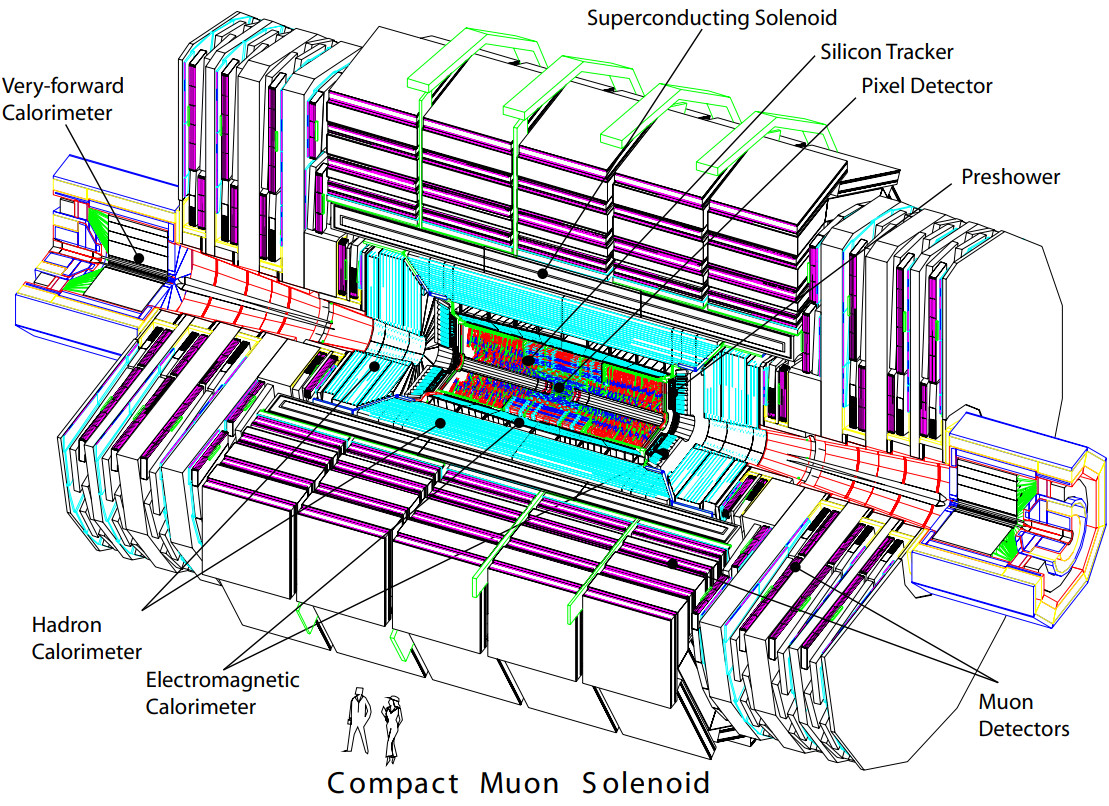 Superconducting Solenoid
Silicon Tracker
Pixel Detector
Very-forward
Calorimeter
Preshower
Hadron
Calorimeter
Electromagnetic
Calorimeter
Muon
Detectors
Compact Muon Solenoid